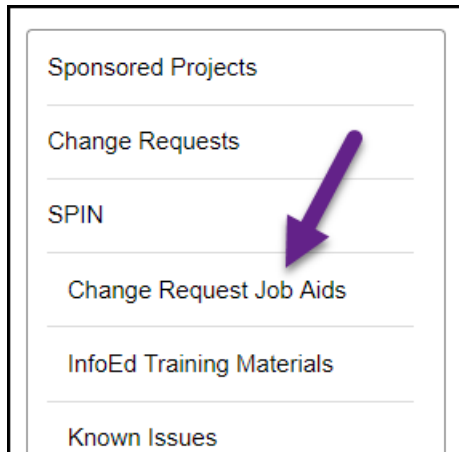 Sponsored Projects
Change Requests
SPIN
Change Request Job Aids
InfoEd Training Materials
Known Issues